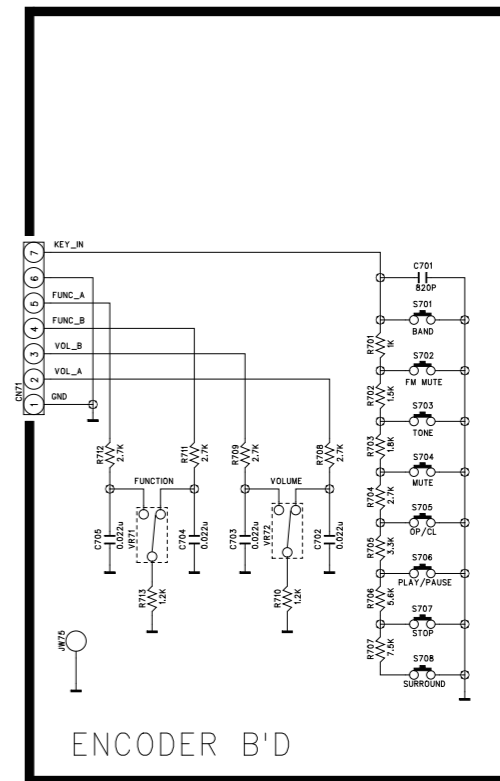 7 KEY_IN
6
5 FUNC_A
4 FUNC_B
3 VOL_B
2 VOL_A
1 GND
CN71
C701
820P
S701
BAND
R701
1K
S702
FM MUTE
R702
1.5K
S703
TONE
R703
1.8K
S704
MUTE
R704
2.7K
S705
OP/CL
R705
3.3K
S706
PLAY/PAUSE
R706
5.6K
S707
STOP
R707
7.5K
S708
SURROUND
R712
2.7K
R711
2.7K
R709
2.7K
R708
2.7K
FUNCTION
VOLUME
C705
0.022u
VR71
C704
0.022u
C703
0.022u
VR72
C702
0.022u
R713
1.2K
R710
1.2K
JW75
ENCODER B'D